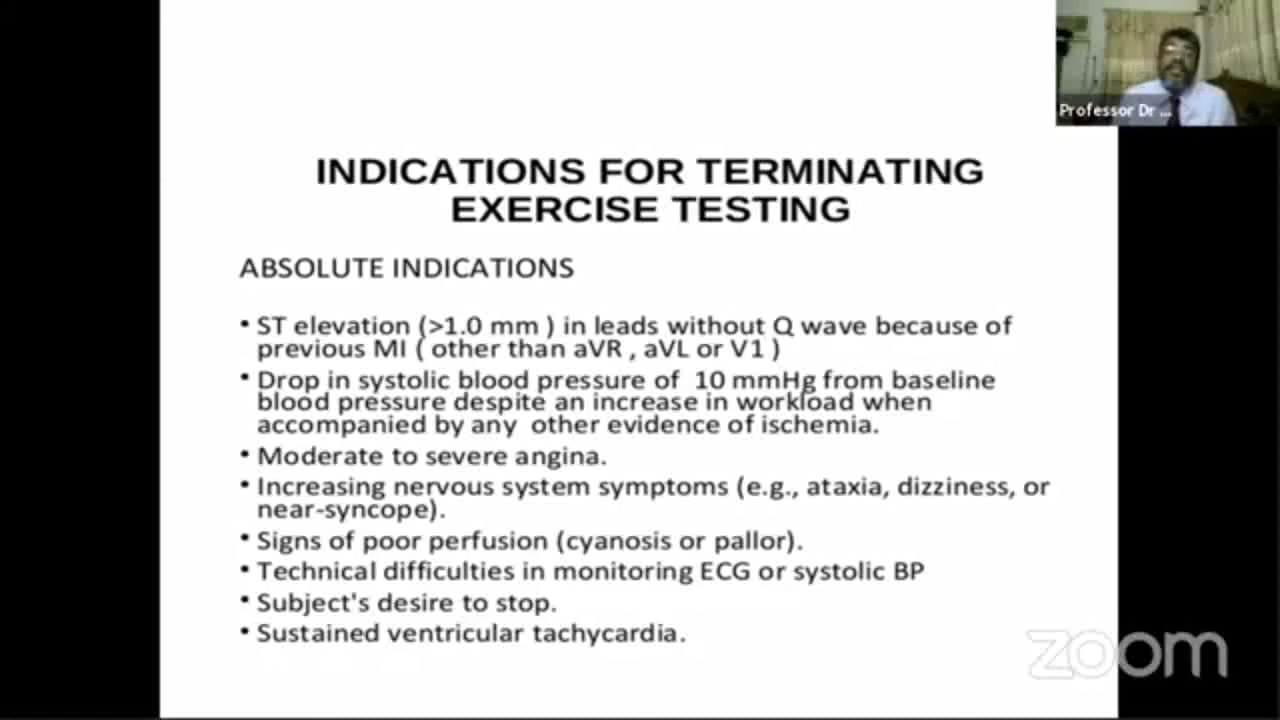 Professor Dr ...
INDICATIONS FOR TERMINATING
EXERCISE TESTING
ABSOLUTE INDICATIONS
• ST elevation (>1.0 mm ) in leads without Q wave because of
previous MI ( other than aVR , aVL or V1 )
• Drop in systolic blood pressure of 10 mmHg from baseline
blood pressure despite an increase in workload when
accompanied by any other evidence of ischemia.
• Moderate to severe angina.
• Increasing nervous system symptoms (e.g., ataxia, dizziness, or
near-syncope).
• Signs of poor perfusion (cyanosis or pallor).
• Technical difficulties in monitoring ECG or systolic BP
• Subject's desire to stop.
• Sustained ventricular tachycardia.
zoom